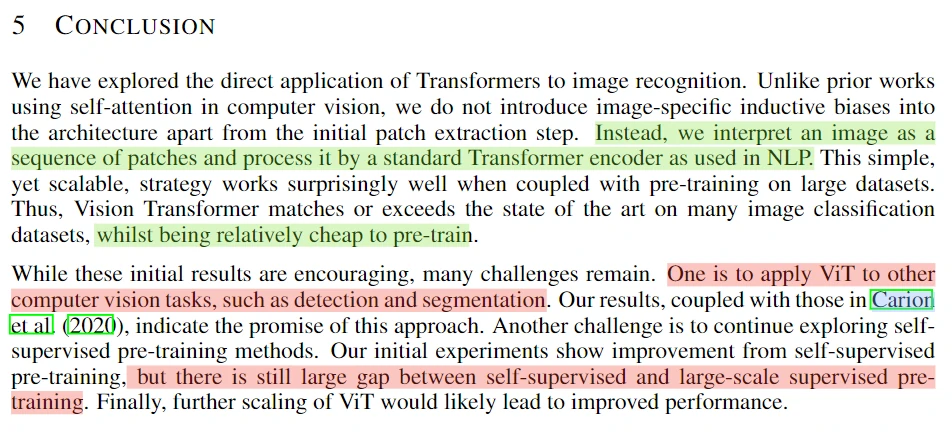 5 CONCLUSION
We have explored the direct application of Transformers to image recognition. Unlike prior works
using self-attention in computer vision, we do not introduce image-specific inductive biases into
the architecture apart from the initial patch extraction step. Instead, we interpret an image as a
sequence of patches and process it by a standard Transformer encoder as used in NLP. This simple,
yet scalable, strategy works surprisingly well when coupled with pre-training on large datasets.
Thus, Vision Transformer matches or exceeds the state of the art on many image classification
datasets, whilst being relatively cheap to pre-train.
While these initial results are encouraging, many challenges remain. One is to apply ViT to other
computer vision tasks, such as detection and segmentation. Our results, coupled with those in Carion
et al. (2020), indicate the promise of this approach. Another challenge is to continue exploring self-
supervised pre-training methods. Our initial experiments show improvement from self-supervised
pre-training, but there is still large gap between self-supervised and large-scale supervised pre-
training. Finally, further scaling of ViT would likely lead to improved performance.